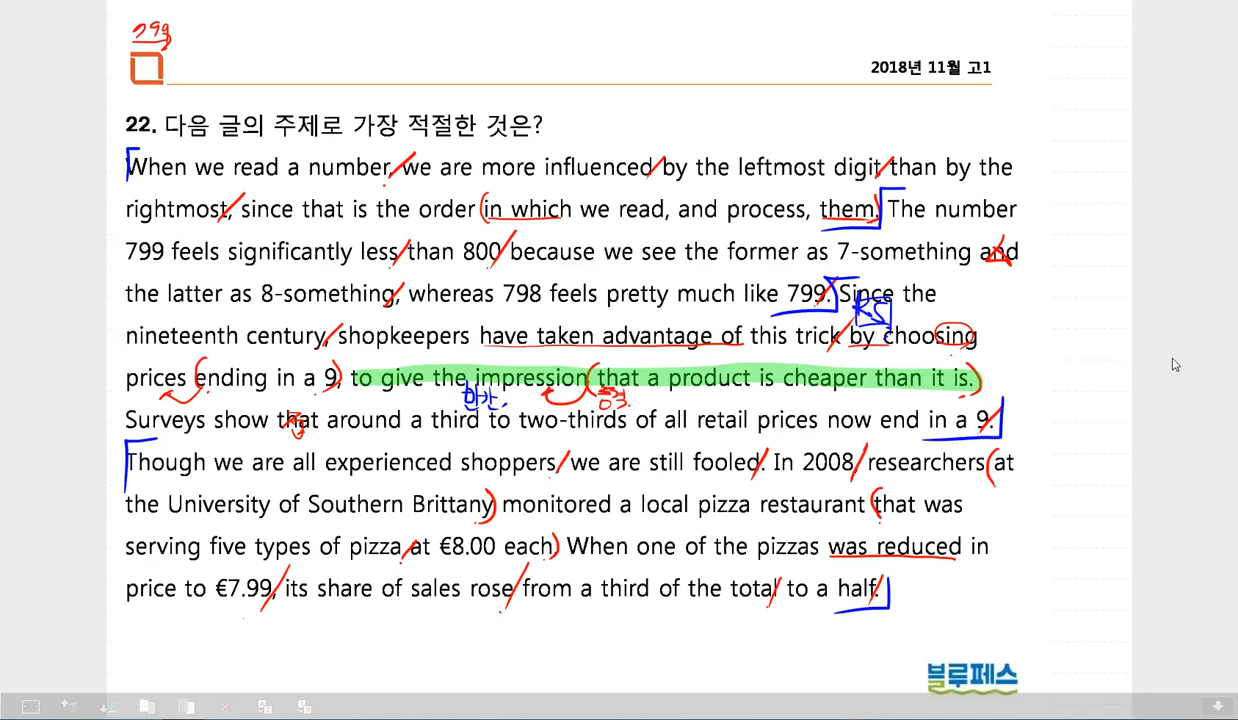 799
2018년 11월 고1
22. 다음 글의 주제로 가장 적절한 것은?
When we read a number, we are more influenced by the leftmost digit than by the
rightmost, since that is the order in which we read, and process, them. The number
799 feels significantly less than 800 because we see the former as 7-something and
the latter as 8-something, whereas 798 feels pretty much like 799. Since the
nineteenth century, shopkeepers have taken advantage of this trick by choosing
prices ending in a 9, to give the impression that a product is cheaper than it is.
Surveys show that around a third to two-thirds of all retail prices now end in a 9.
Though we are all experienced shoppers, we are still fooled. In 2008, researchers at
the University of Southern Brittany monitored a local pizza restaurant that was
serving five types of pizza at €8.00 each. When one of the pizzas was reduced in
price to €7.99, its share of sales rose from a third of the total to a half.
블루페스